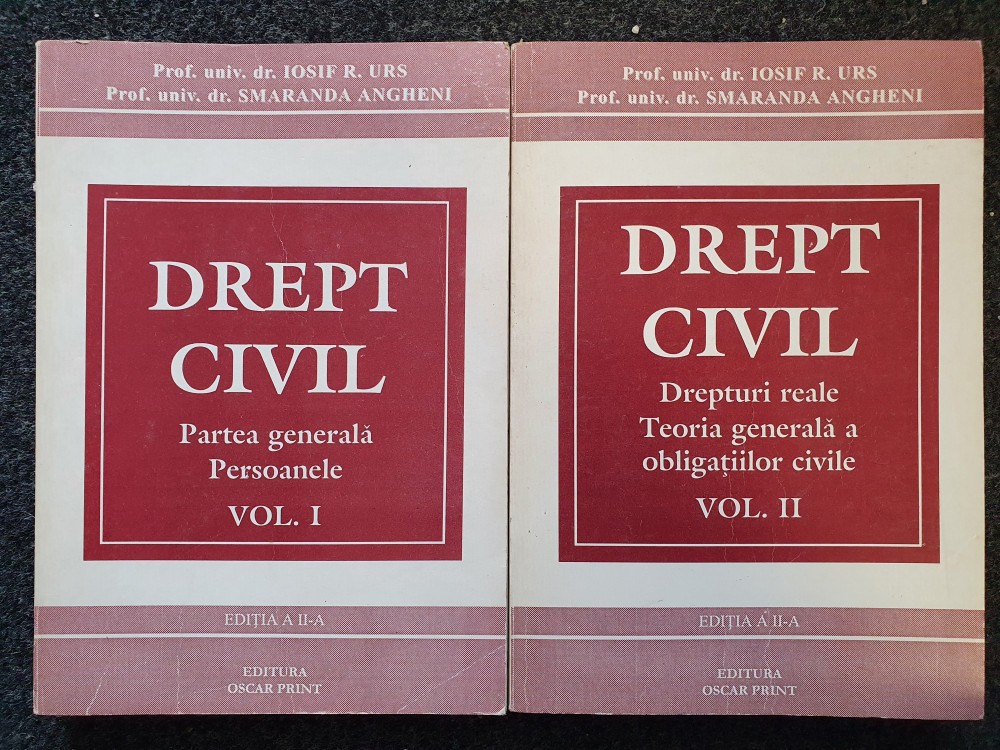 Prof. univ. dr. IOSIF R. URS
Prof. univ. dr. SMARANDA ANGHENI
DREPT
CIVIL
Partea generală
Persoanele
VOL. I
EDIȚIA A II-A
EDITURA
OSCAR PRINT
Prof. univ. dr. IOSIF R. URS
Prof. univ. dr. SMARANDA ANGHENI
DREPT
CIVIL
Drepturi reale
Teoria generală a
obligațiilor civile
VOL. II
EDIȚIA A II-A
EDITURA
OSCAR PRINT